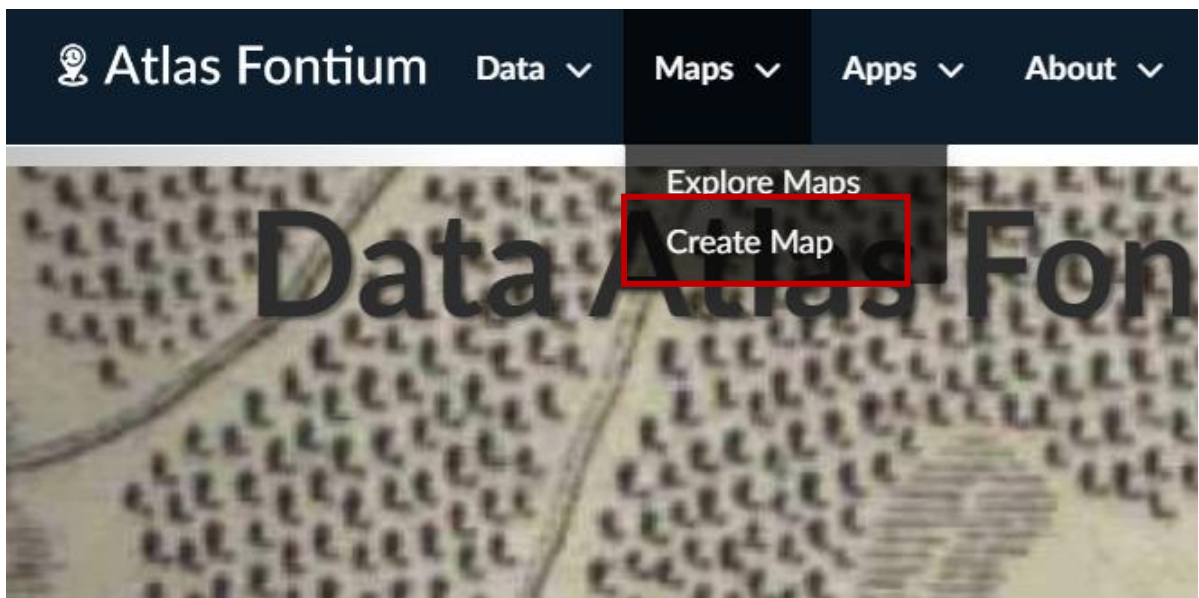 Atlas Fontium Data Maps Apps About
Explore Maps
Create Map
Data Atlas Fon